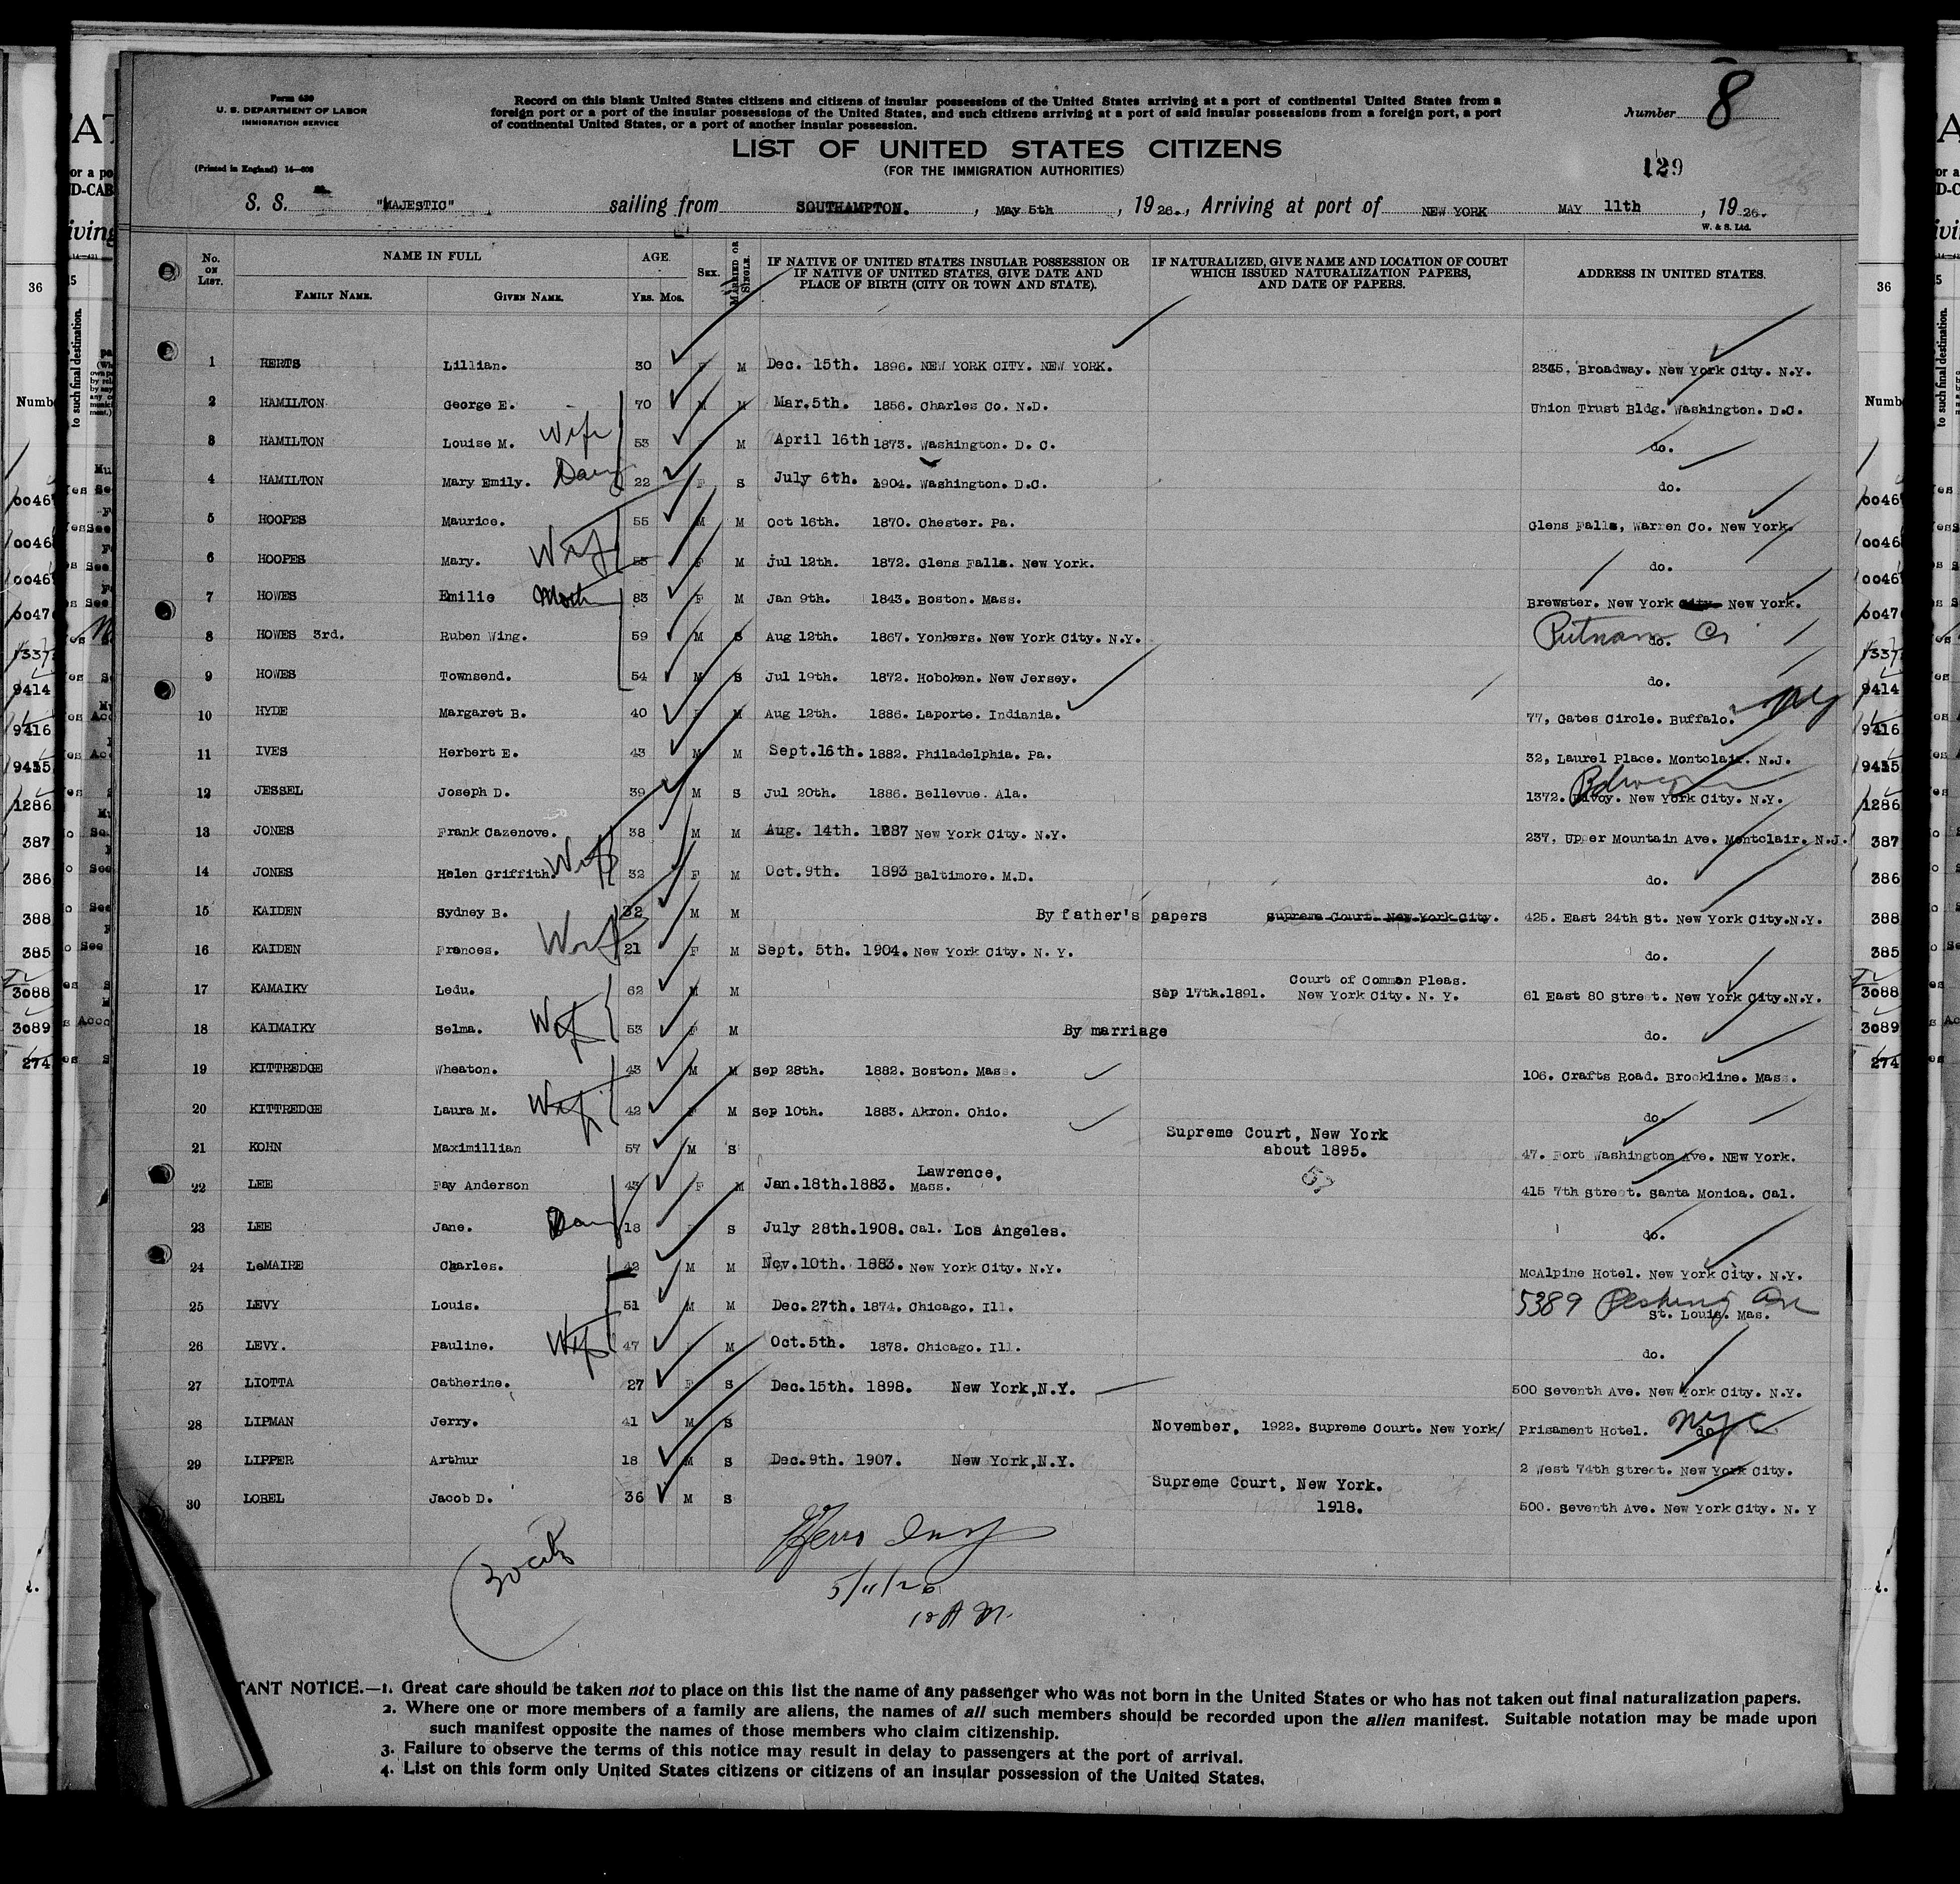 Form 630
U. S. DEPARTMENT OF LABOR
IMMIGRATION SERVICE
(Printed in England) 14—608
Record on this blank United States citizens and citizens of insular possessions of the United States arriving at a port of continental United States from a
foreign port or a port of the insular possessions of the United States, and such citizens arriving at a port of said insular possessions from a foreign port, a port
of continental United States, or a port of another insular possession.
Number 8
LIST OF UNITED STATES CITIZENS
(FOR THE IMMIGRATION AUTHORITIES)
129
S. S. "MAJESTIC" sailing from SOUTHAMPTON. , May 5th , 1926., Arriving at port of NEW YORK MAY 11th , 1926.
W. & S. Ltd.
No. ON LIST. NAME IN FULL FAMILY NAME. GIVEN NAME. AGE YRS. MOS. SEX. MARRIED OR SINGLE. IF NATIVE OF UNITED STATES INSULAR POSSESSION OR IF NATIVE OF UNITED STATES, GIVE DATE AND PLACE OF BIRTH (CITY OR TOWN AND STATE). IF NATURALIZED, GIVE NAME AND LOCATION OF COURT WHICH ISSUED NATURALIZATION PAPERS, AND DATE OF PAPERS. ADDRESS IN UNITED STATES.
1 HERTS Lillian. 30 F M Dec. 15th. 1896. NEW YORK CITY. NEW YORK. 2345, Broadway. New York City. N.Y.
2 HAMILTON George E. 70 M M Mar.5th. 1856. Charles Co. N.D. Union Trust Bldg. Washington. D.C.
3 HAMILTON Louise M. Wife 53 M April 16th 1873. Washington. D. C. do.
4 HAMILTON Mary Emily. Daug 22 F S July 6th. 1904. Washington. D.C. do.
5 HOOPES Maurice. 55 M M Oct 16th. 1870. Chester. Pa. Glens Falls, Warren Co. New York.
6 HOOPES Mary. Wife 53 F M Jul 12th. 1872. Glens Falls. New York. do.
7 HOWES Emilie Moth 83 F M Jan 9th. 1843. Boston. Mass. Brewster. New York City New York.
8 HOWES 3rd. Ruben Wing. 59 M S Aug 12th. 1867. Yonkers. New York City. N.Y. Putnam Co do.
9 HOWES Townsend. 54 M S Jul 19th. 1872. Hoboken. New Jersey. do.
10 HYDE Margaret B. 40 F M Aug 12th. 1886. Laporte. Indiania. 77, Gates Circle. Buffalo. NY
11 IVES Herbert E. 43 M M Sept.16th. 1882. Philadelphia. Pa. 32, Laurel Place. Montclair. N.J.
12 JESSEL Joseph D. 39 M S Jul 20th. 1886. Bellevue. Ala. 1372. New York City. N.Y.
13 JONES Frank Cazenove. 38 M M Aug. 14th. 1887 New York City. N.Y. 237, Upper Mountain Ave. Montclair. N.J.
14 JONES Helen Griffith. Wife 32 F M Oct.9th. 1893 Baltimore. M.D. do.
15 KAIDEN Sydney B. 32 M M By father's papers Supreme Court. New York City. 425. East 24th St. New York City.N.Y.
16 KAIDEN Frances. Wife 21 F M Sept. 5th. 1904. New York City. N. Y. do.
17 KAMAIKY Ledu. 62 M M Sep 17th.1891. Court of Common Pleas. New York City. N. Y. 61 East 80 Street. New York City.N.Y.
18 KAIMAIKY Selma. Wife 53 F M By marriage do.
19 KITTREDGE Wheaton. 43 M M Sep 28th. 1882. Boston. Mass. 106. Crafts Road. Brookline. Mass.
20 KITTREDGE Laura M. Wife 42 F M Sep 10th. 1883. Akron. Ohio. do.
21 KOHN Maximillian 57 M S Supreme Court, New York about 1895. 47. Fort Washington Ave. NEW York.
22 LEE Fay Anderson 43 F M Jan.18th.1883. Lawrence, Mass. 415 7th Street. Santa Monica. Cal.
23 LEE Jane. Daug 18 S July 28th.1908. Cal. Los Angeles. do.
24 LeMAIRE Charles. 42 M M Nov.10th. 1883. New York City. N.Y. McAlpine Hotel. New York City. N.Y.
25 LEVY Louis. 51 M M Dec.27th. 1874. Chicago. Ill. 5389 Pershing Ave St. Louis. Mas.
26 LEVY. Pauline. Wife 47 M Oct.5th. 1878. Chicago. Ill. do.
27 LIOTTA Catherine. 27 F S Dec.15th. 1898. New York,N.Y. 500 Seventh Ave. New York City. N.Y.
28 LIPMAN Jerry. 41 M S November, 1922. Supreme Court. New York/ Prisament Hotel. NYC do
29 LIPPER Arthur 18 M S Dec.9th. 1907. New York,N.Y. 2 West 74th Street. New York City.
30 LOBEL Jacob D. 36 M S Supreme Court, New York. 1918. 500. Seventh Ave. New York City. N. Y
5/11/26
10 A M.
TANT NOTICE.—1. Great care should be taken not to place on this list the name of any passenger who was not born in the United States or who has not taken out final naturalization papers.
2. Where one or more members of a family are aliens, the names of all such members should be recorded upon the alien manifest. Suitable notation may be made upon
such manifest opposite the names of those members who claim citizenship.
3. Failure to observe the terms of this notice may result in delay to passengers at the port of arrival.
4. List on this form only United States citizens or citizens of an insular possession of the United States.